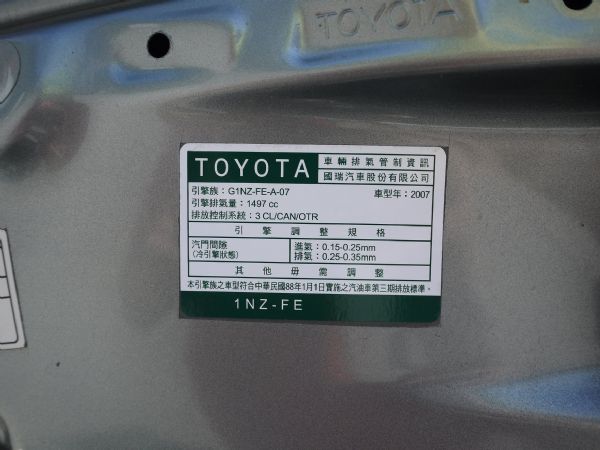 TOYOTA
TOYOTA
車輛排氣管制資訊
國瑞汽車股份有限公司
引擎族：G1NZ-FE-A-07
車型年：2007
引擎排氣量：1497 cc
排放控制系統：3 CL/CAN/OTR
引擎調整規格
汽門間隙
(冷引擎狀態)
進氣：0.15-0.25mm
排氣：0.25-0.35mm
其他毋需調整
本引擎族之車型符合中華民國88年1月1日實施之汽油車第三期排放標準。
1NZ-FE